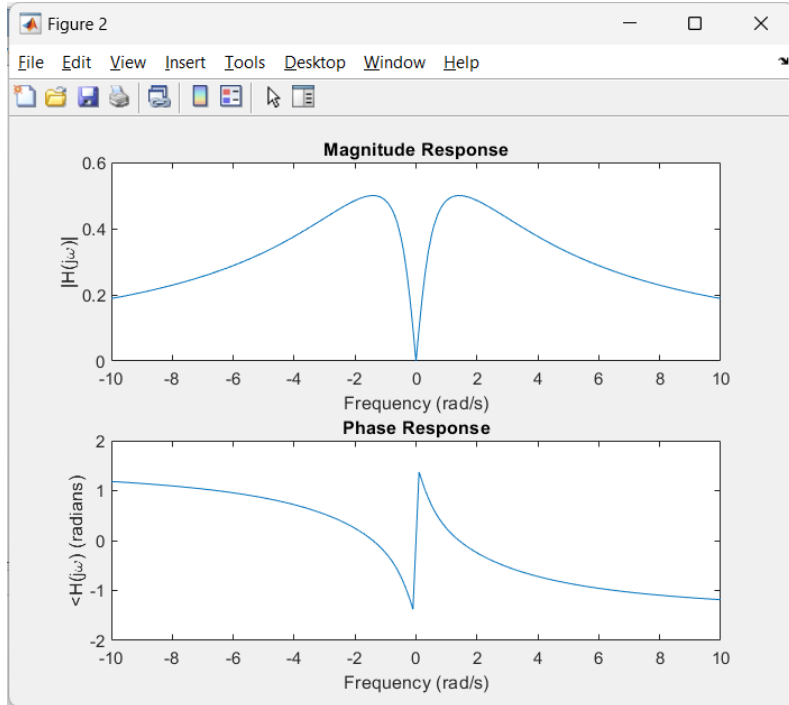 Figure 2
File Edit View Insert Tools Desktop Window Help
Magnitude Response
0.6
0.4
0.2
0
|H(jω)|
-10 -8 -6 -4 -2 0 2 4 6 8 10
Frequency (rad/s)
Phase Response
2
1
0
-1
-2
<H(jω) (radians)
-10 -8 -6 -4 -2 0 2 4 6 8 10
Frequency (rad/s)